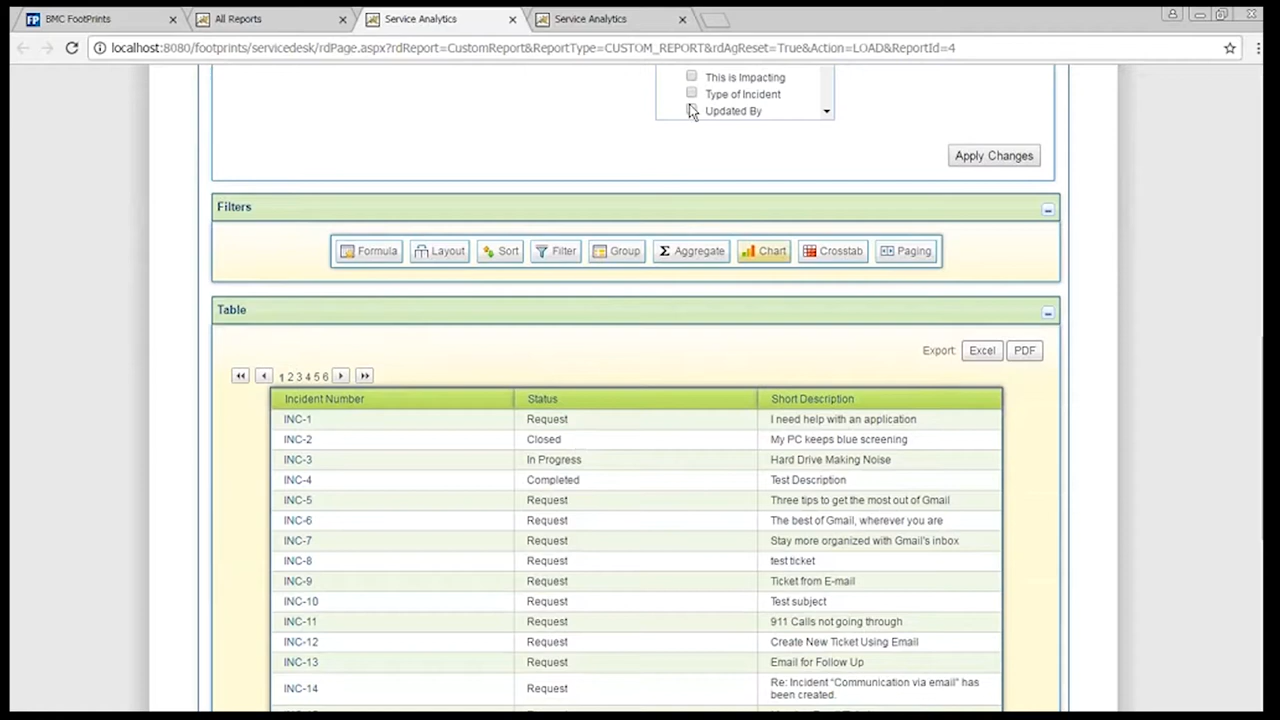 BMC FootPrints
All Reports
Service Analytics
Service Analytics
localhost:8080/footprints/servicedesk/rdPage.aspx?rdReport=CustomReport&ReportType=CUSTOM_REPORT&rdAgReset=True&Action=LOAD&ReportId=4
This is Impacting
Type of Incident
Updated By
Apply Changes
Filters
Formula Layout Sort Filter Group Σ Aggregate Chart Crosstab Paging
Table
Export: Excel PDF
1 2 3 4 5 6
Incident Number Status Short Description
INC-1 Request I need help with an application
INC-2 Closed My PC keeps blue screening
INC-3 In Progress Hard Drive Making Noise
INC-4 Completed Test Description
INC-5 Request Three tips to get the most out of Gmail
INC-6 Request The best of Gmail, wherever you are
INC-7 Request Stay more organized with Gmail's inbox
INC-8 Request test ticket
INC-9 Request Ticket from E-mail
INC-10 Request Test subject
INC-11 Request 911 Calls not going through
INC-12 Request Create New Ticket Using Email
INC-13 Request Email for Follow Up
INC-14 Request Re: Incident "Communication via email" has
been created.